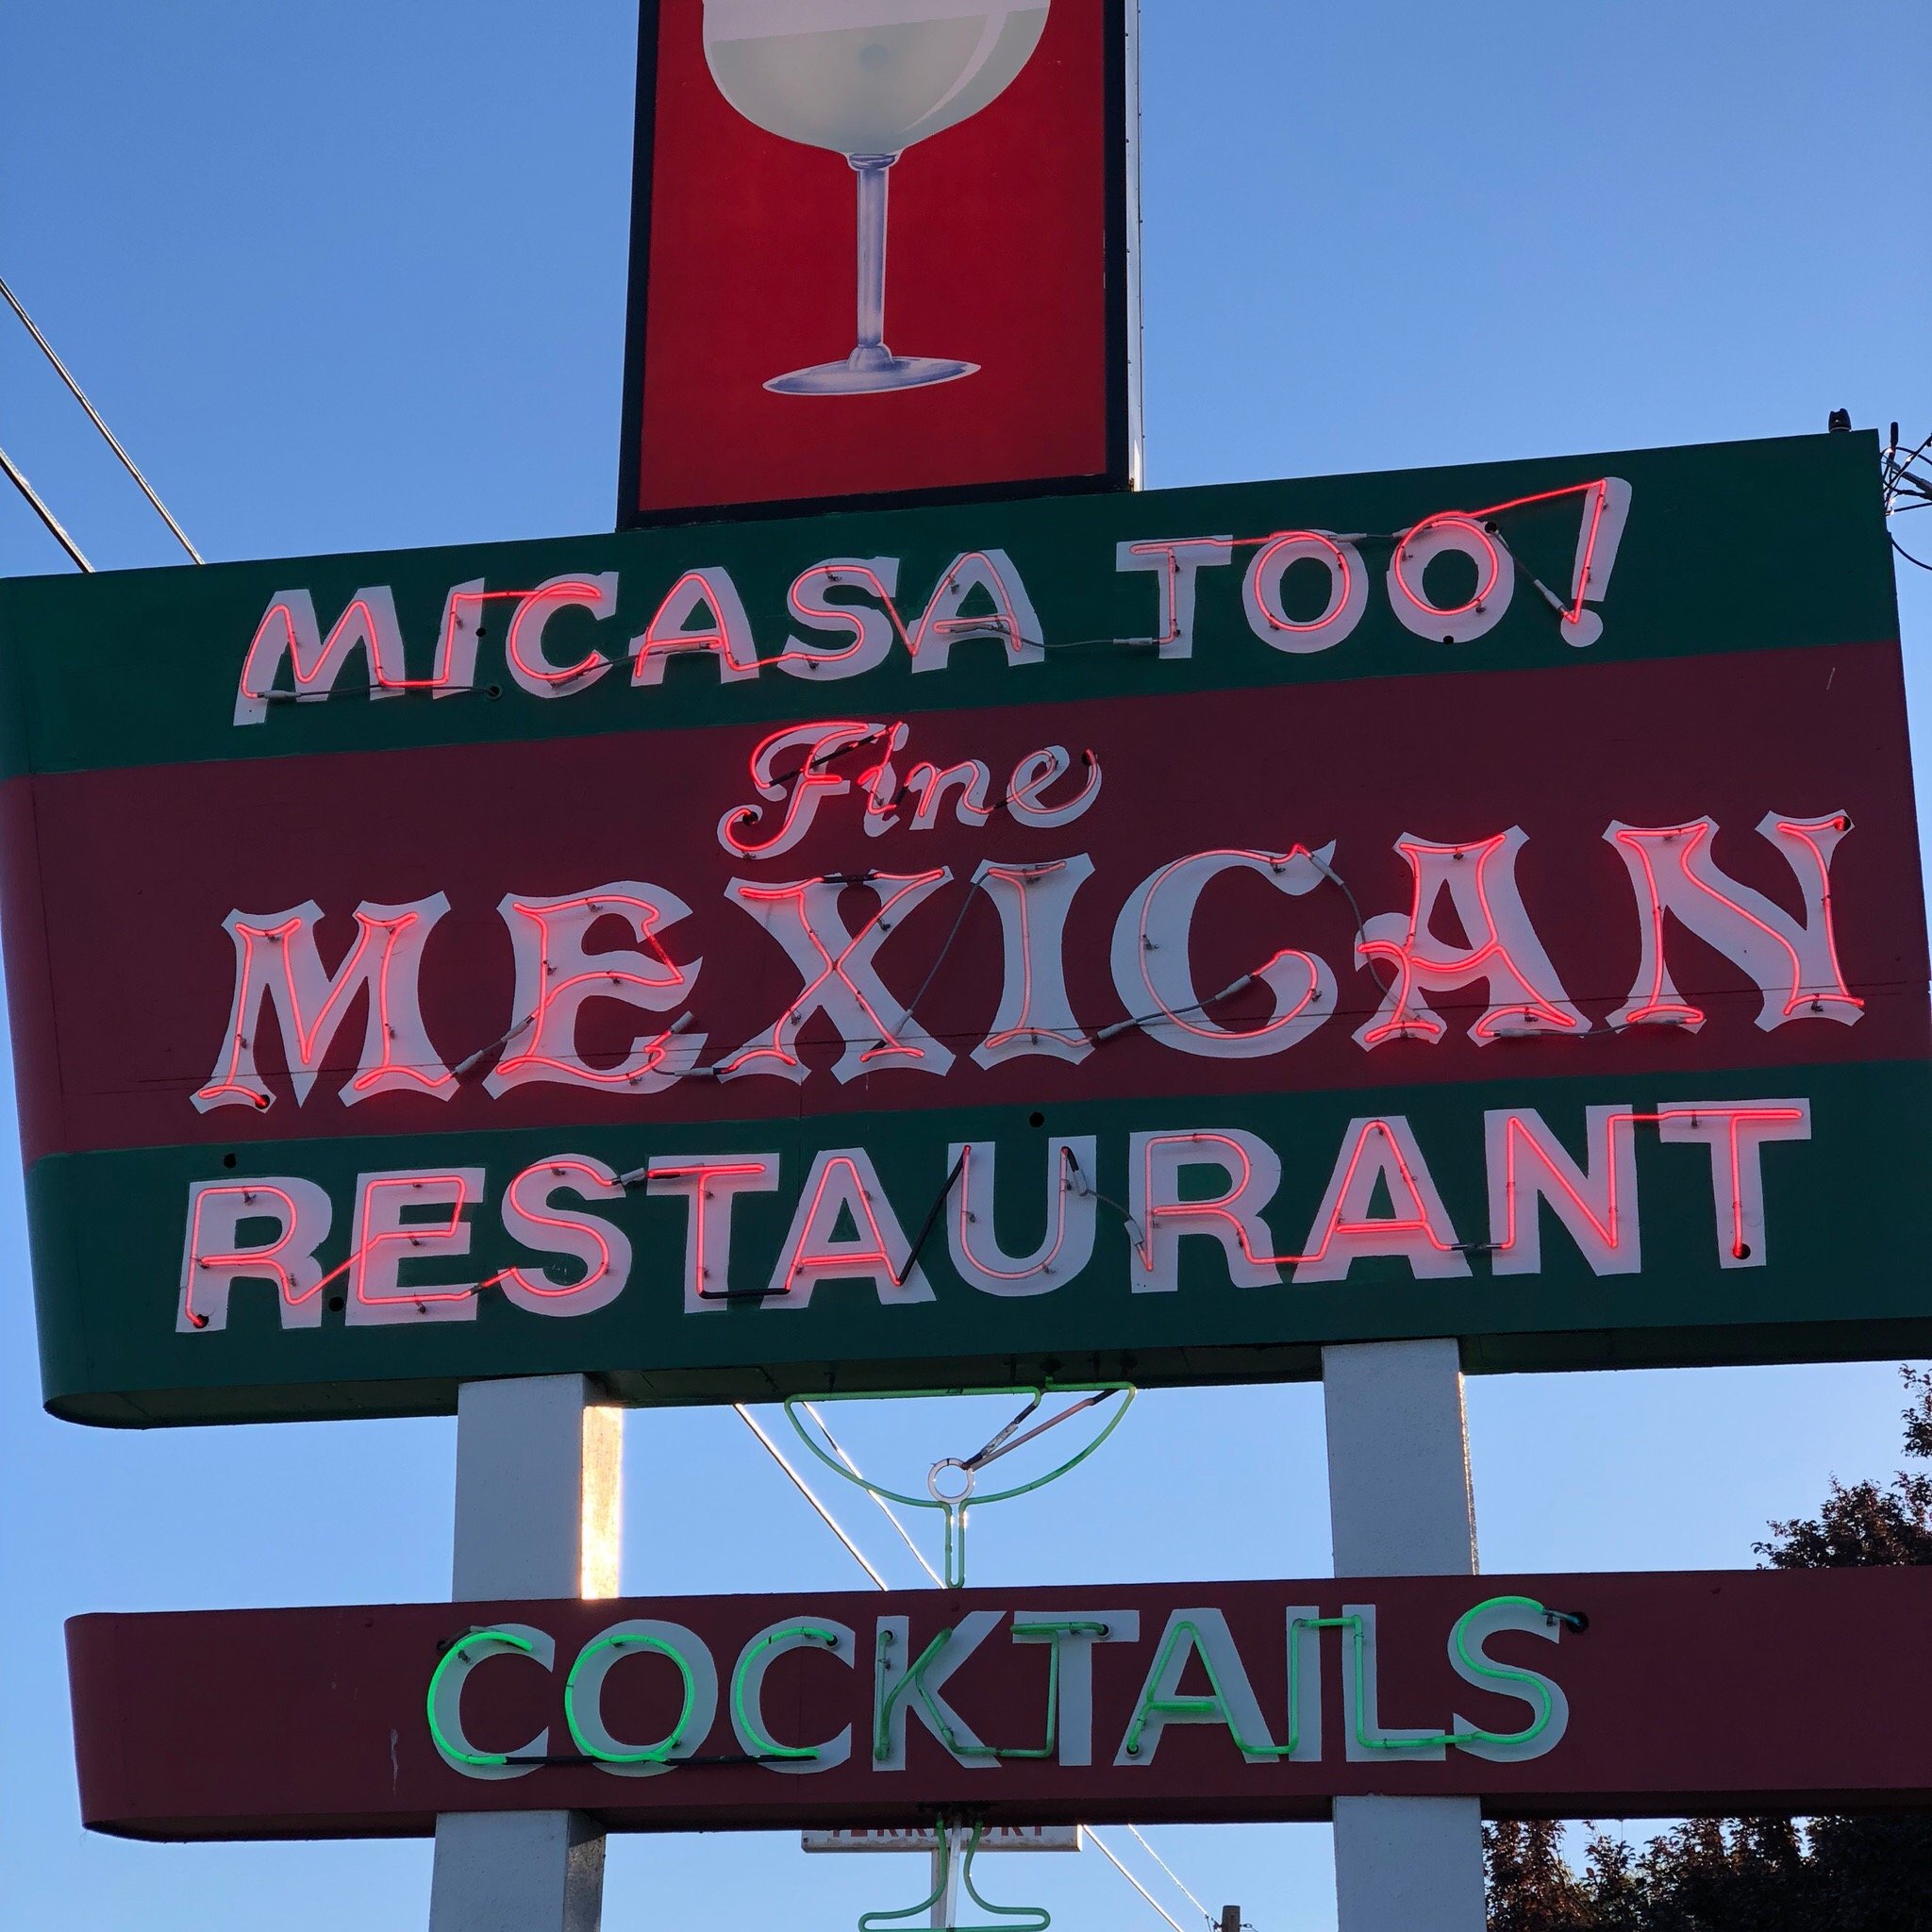 MICASA TOO!
Fine
MEXICAN
RESTAURANT
COCKTAILS